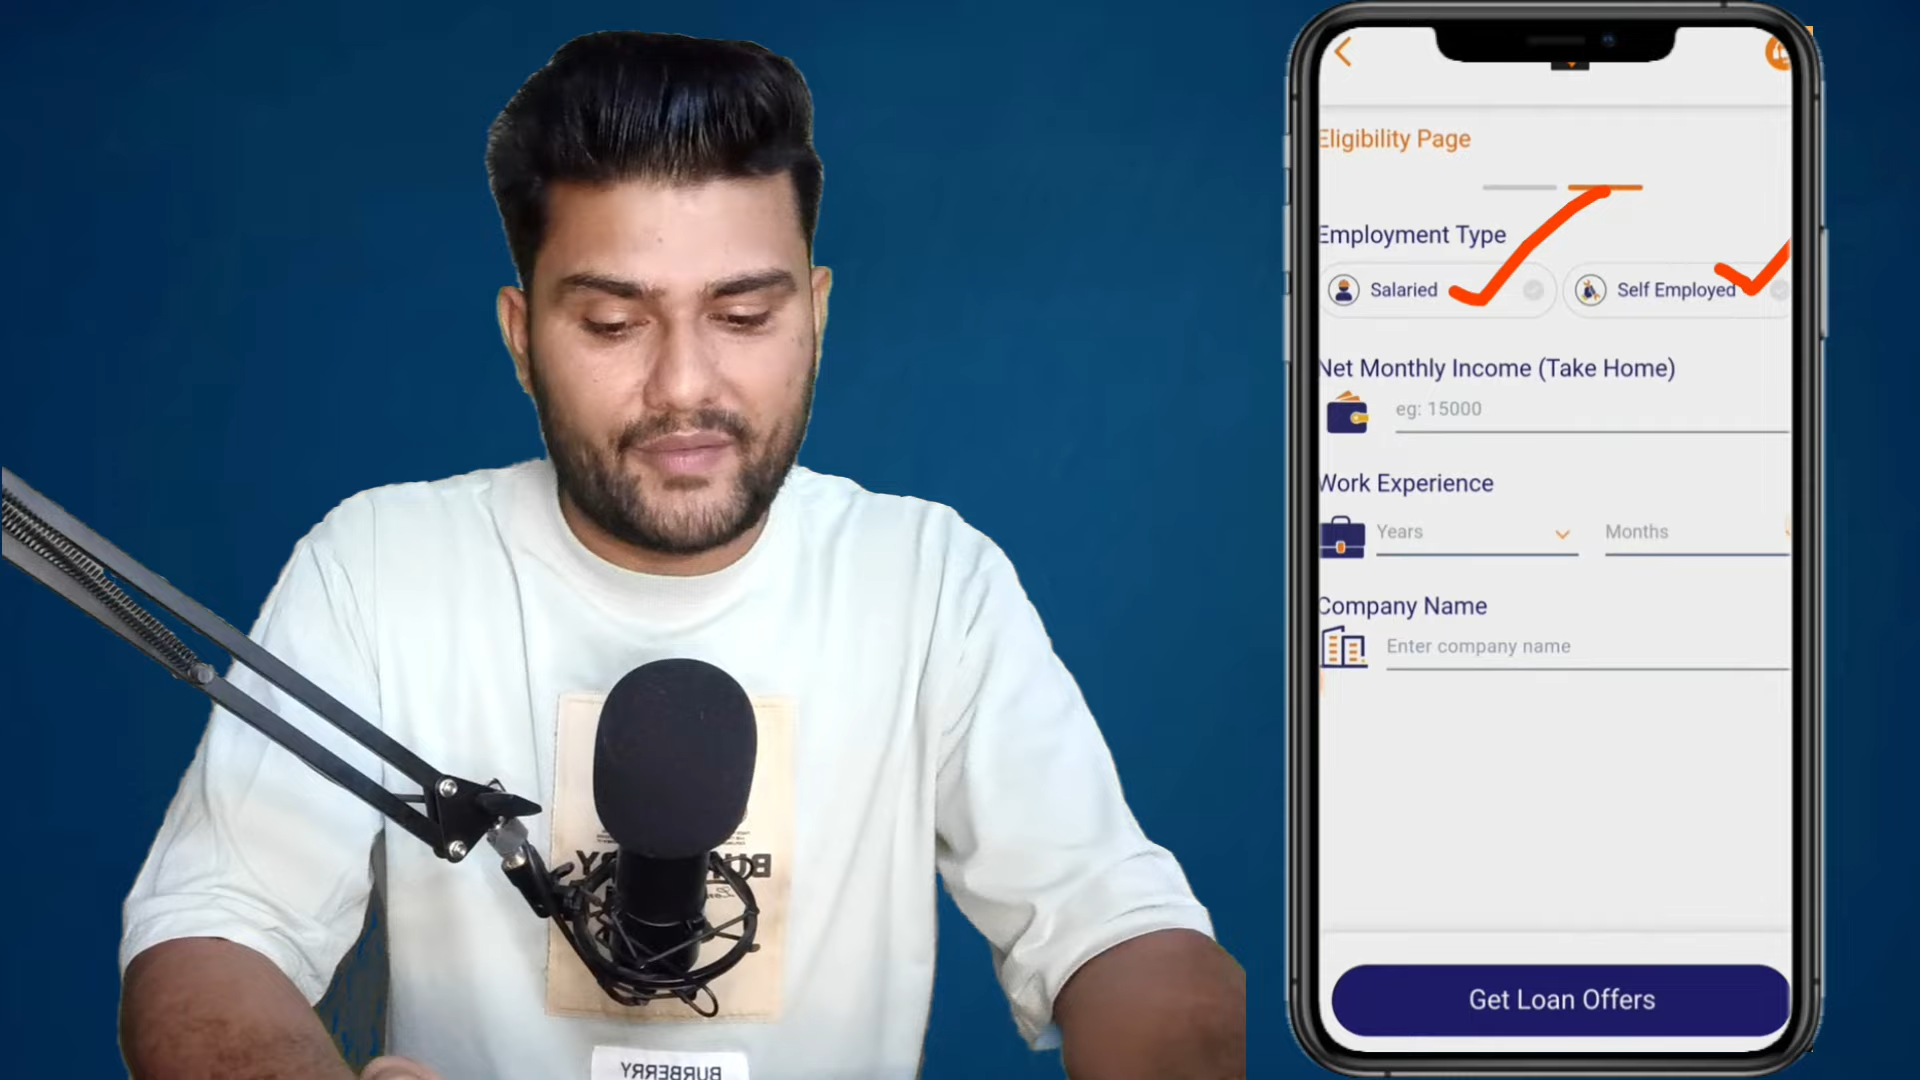 Eligibility Page
Employment Type
Salaried
Self Employed
Net Monthly Income (Take Home)
eg: 15000
Work Experience
Years
Months
Company Name
Enter company name
Get Loan Offers
BURBERRY